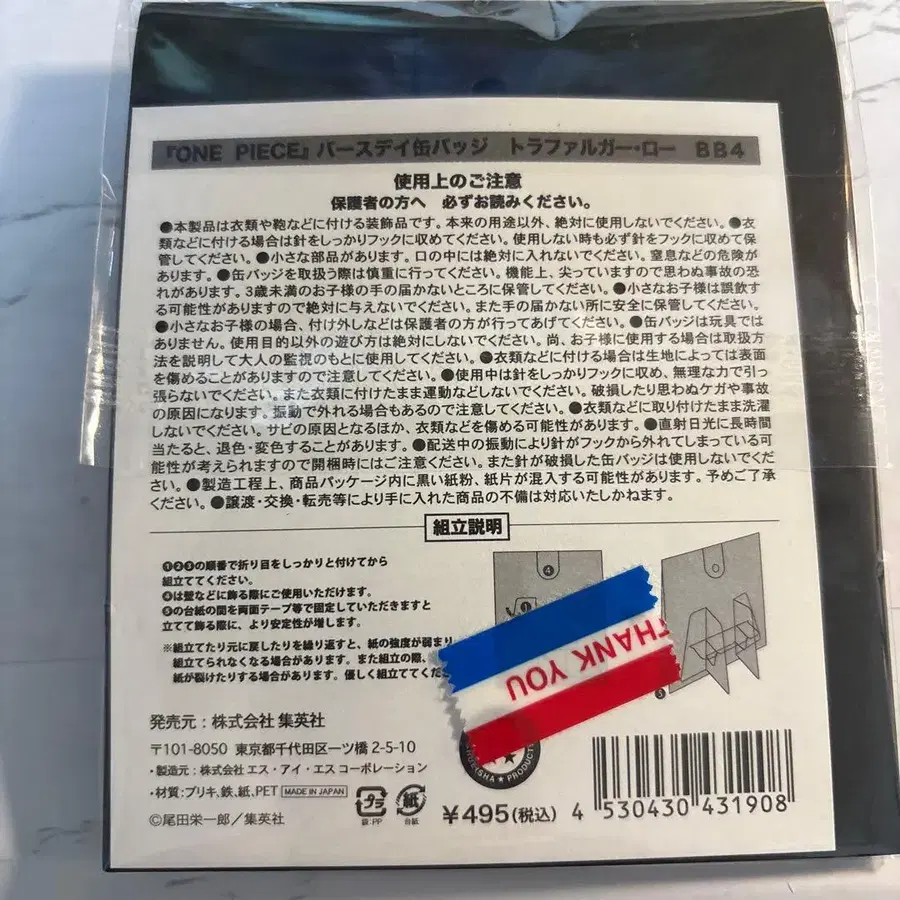 『ONE PIECE』バースデイ缶バッジ トラファルガー・ロー BB4
使用上のご注意
保護者の方へ 必ずお読みください。
●本製品は衣類や鞄などに付ける装飾品です。本来の用途以外、絶対に使用しないでください。●衣
類などに付ける場合は針をしっかりフックに収めてください。使用しない時も必ず針をフックに収めて保
管してください。●小さな部品があります。口の中には絶対に入れないでください。窒息などの危険が
あります。●缶バッジを取扱う際は慎重に行ってください。機能上、尖っていますので思わぬ事故の恐
れがあります。3歳未満のお子様の手の届かないところに保管してください。●小さなお子様は誤飲す
る可能性がありますので絶対に与えないでください。また手の届かない所に安全に保管してください。
●小さなお子様の場合、付け外しなどは保護者の方が行ってあげてください。●缶バッジは玩具では
ありません。使用目的以外の遊び方は絶対にしないでください。尚、お子様に使用する場合は取扱方
法を説明して大人の監視のもとに使用してください。●衣類などに付ける場合は生地によっては表面
を傷めることがありますので注意してください。●使用中は針をしっかりフックに収め、無理な力で引っ
張らないでください。また衣類に付けたまま運動などしないでください。破損したり思わぬケガや事故
の原因になります。振動で外れる場合もあるので注意してください。●衣類などに取り付けたまま洗濯
しないでください。サビの原因となるほか、衣類などを傷める可能性があります。●直射日光に長時間
当たると、退色・変色することがあります。●配送中の振動により針がフックから外れてしまっている可
能性が考えられますので開梱時にはご注意ください。また針が破損した缶バッジは使用しないでくださ
い。●製造工程上、商品パッケージ内に黒い紙粉、紙片が混入する可能性があります。予めご了承
ください。●譲渡・交換・転売等により手に入れた商品の不備は対応いたしかねます。
組立説明
①②③の順番で折り目をしっかりと付けてから
組立ててください。
④は壁などに飾る際にご使用いただけます。
⑤の台紙の間を両面テープ等で固定していただきますと
立てて飾る際に、より安定性が増します。
※組立てたり元に戻したりを繰り返すと、紙の強度が弱まり
組立てられなくなる場合があります。また組立の際、
紙が裂けたりする場合があります。優しく組立ててくだ
④
①
⑤
THANK YOU
発売元：株式会社 集英社
〒101-8050 東京都千代田区一ツ橋 2-5-10
・製造元：株式会社 エス・アイ・エス コーポレーション
・材質：ブリキ,鉄,紙,PET MADE IN JAPAN
©尾田栄一郎／集英社
プラ
袋:PP
紙
台紙
¥495(税込)
4 530430 431908